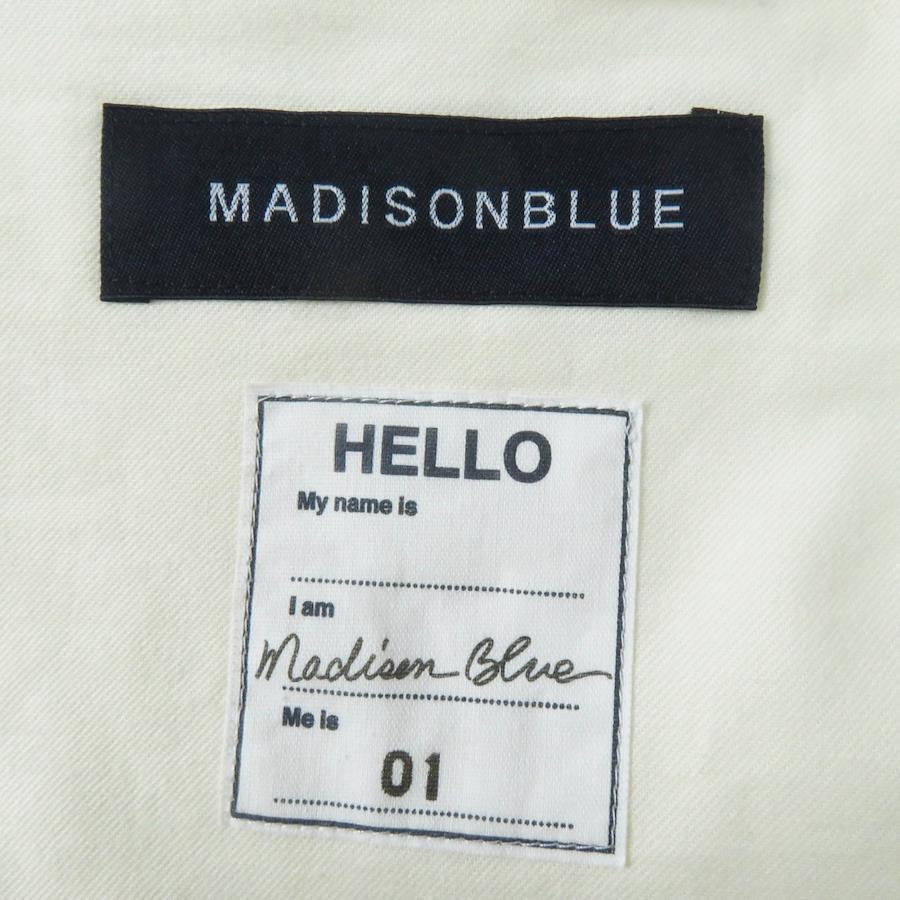 MADISONBLUE
HELLO
My name is
I am
Madison Blue
Me is
01